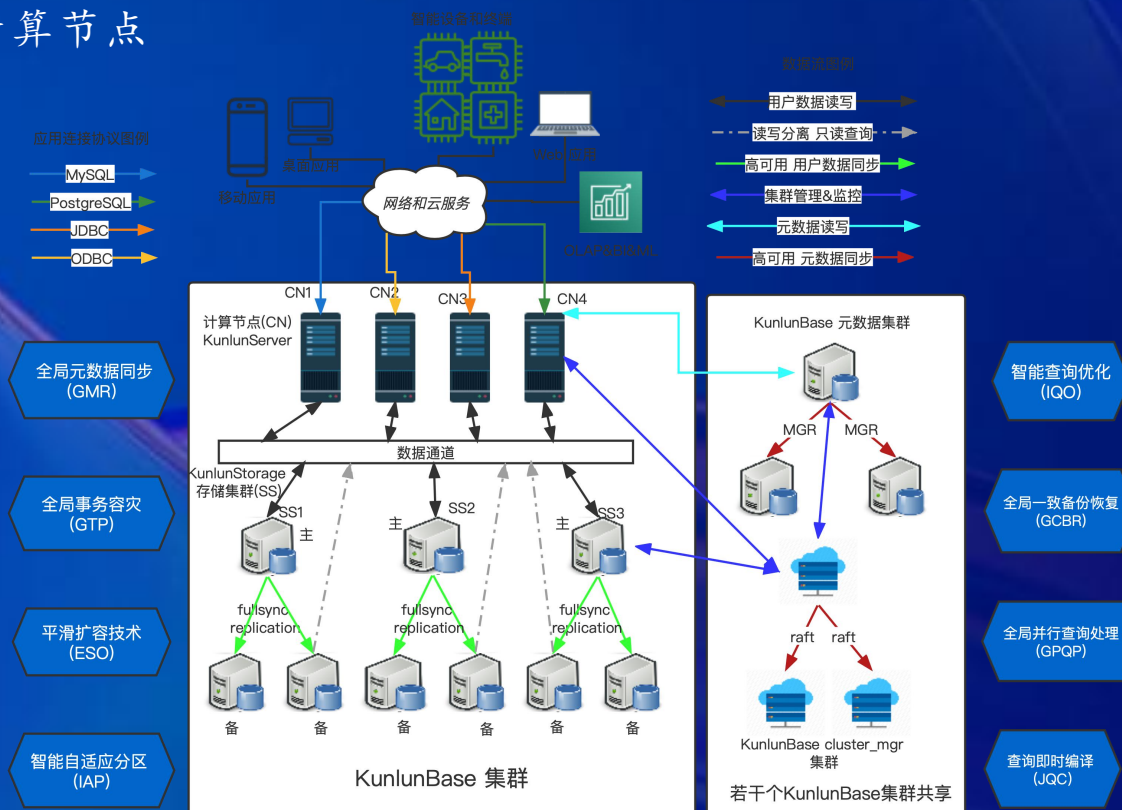 算节点
智能设备和终端
数据流图例
用户数据读写
读写分离 只读查询
高可用 用户数据同步
集群管理&监控
元数据读写
高可用 元数据同步
应用连接协议图例
MySQL
PostgreSQL
JDBC
ODBC
移动应用
桌面应用
Web 应用
OLAP&BI&ML
网络和云服务
CN1
CN2
CN3
CN4
计算节点(CN)
KunlunServer
数据通道
KunlunStorage
存储集群(SS)
SS1
主
SS2
主
SS3
主
fullsync
replication
fullsync
replication
fullsync
replication
备
备
备
备
备
备
KunlunBase 集群
KunlunBase 元数据集群
MGR
MGR
raft
raft
KunlunBase cluster_mgr
集群
若干个KunlunBase集群共享
全局元数据同步
(GMR)
全局事务容灾
(GTP)
平滑扩容技术
(ESO)
智能自适应分区
(IAP)
智能查询优化
(IQO)
全局一致备份恢复
(GCBR)
全局并行查询处理
(GPQP)
查询即时编译
(JQC)